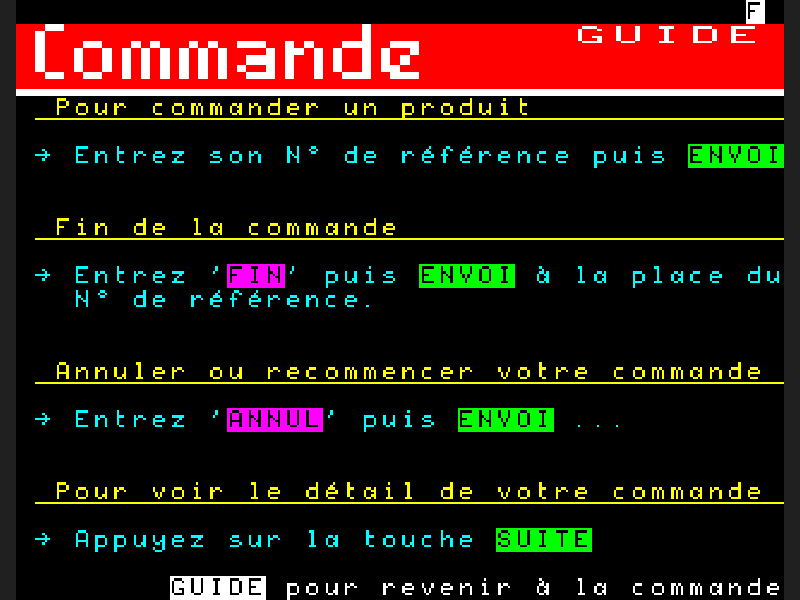 F
Commande GUIDE
Pour commander un produit
→ Entrez son N° de référence puis ENVOI
Fin de la commande
→ Entrez 'FIN' puis ENVOI à la place du
N° de référence.
Annuler ou recommencer votre commande
→ Entrez 'ANNUL' puis ENVOI ...
Pour voir le détail de votre commande
→ Appuyez sur la touche SUITE
GUIDE pour revenir à la commande